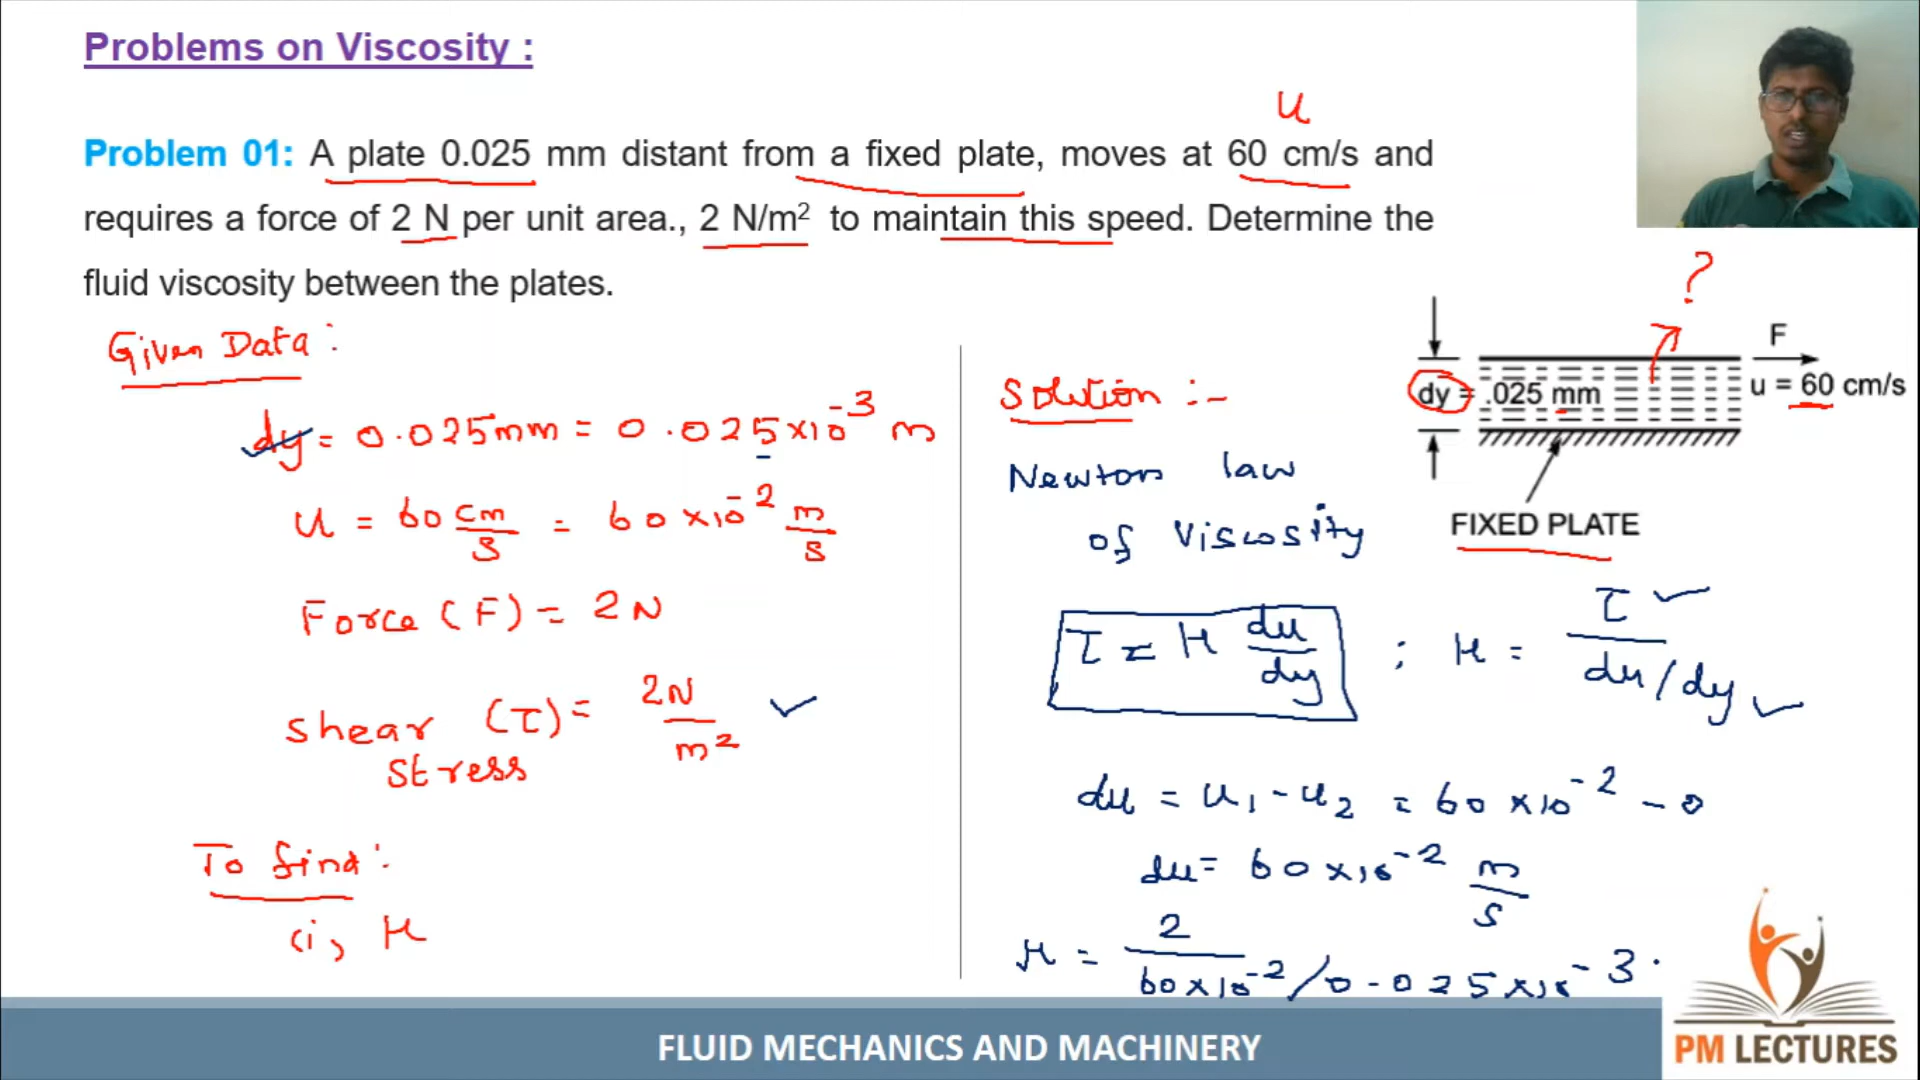 Problems on Viscosity :
u
Problem 01: A plate 0.025 mm distant from a fixed plate, moves at 60 cm/s and
requires a force of 2 N per unit area., 2 N/m² to maintain this speed. Determine the
fluid viscosity between the plates.
Given Data :
dy = 0.025mm = 0.025×10⁻³ m
u = 60 cm/s = 60×10⁻² m/s
Force (F) = 2N
Shear (τ) = 2N/m²
Stress
To find :
(i) μ
?
F
dy = .025 mm
u = 60 cm/s
FIXED PLATE
Solution :-
Newton law
of Viscosity
τ = μ du/dy ; μ = τ / du/dy
du = u₁ - u₂ = 60×10⁻² - 0
du = 60×10⁻² m/s
μ = 2 / 60×10⁻²/0.025×10⁻³ .
FLUID MECHANICS AND MACHINERY
PM LECTURES